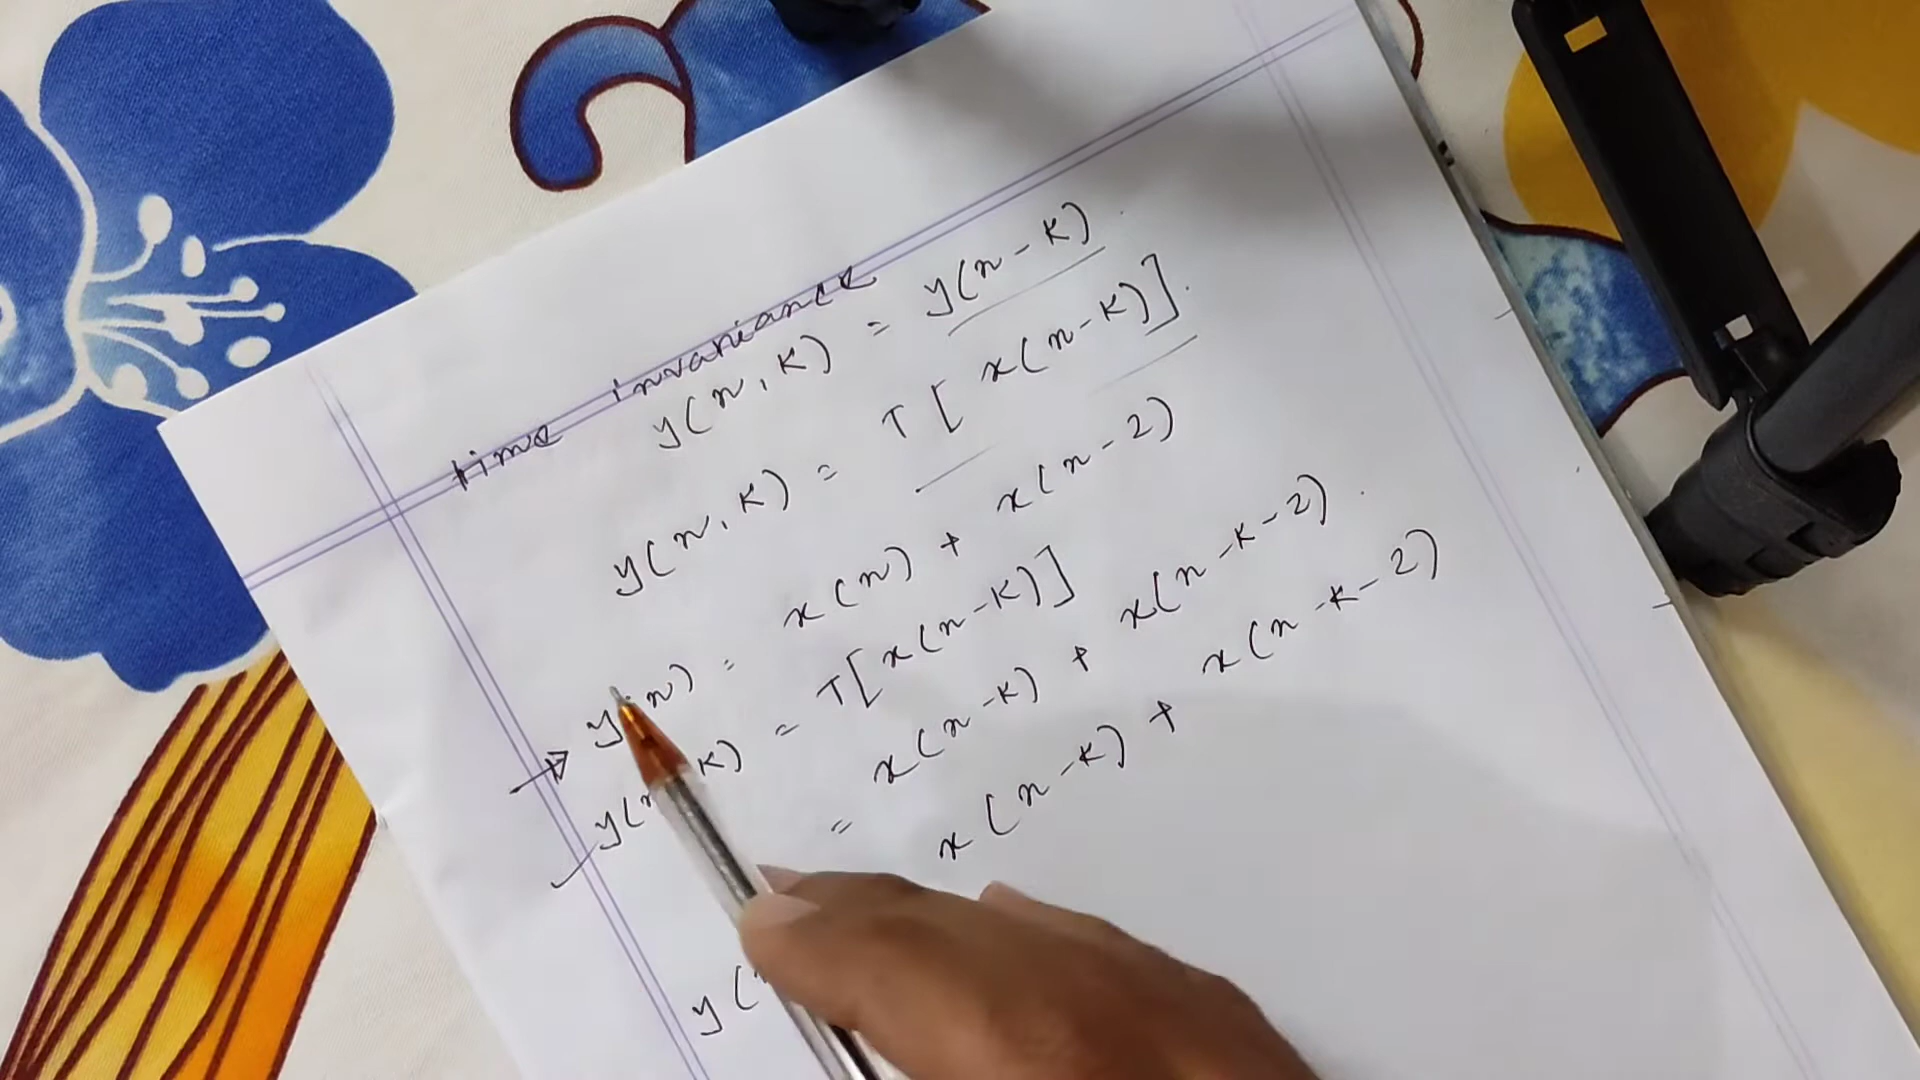 time invariance
y(n, k) = y(n-k)
y(n, k) = T[x(n-k)]
y(n) = x(n) + x(n-2)
y(n k) = T[x(n-k)]
= x(n-k) + x(n-k-2)
= x(n-k) + x(n-k-2)
y(